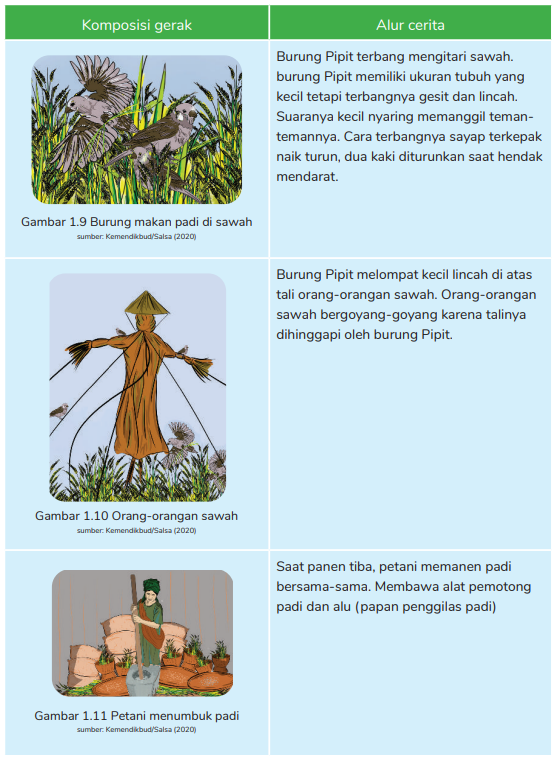 Komposisi gerak
Alur cerita
Burung Pipit terbang mengitari sawah.
burung Pipit memiliki ukuran tubuh yang
kecil tetapi terbangnya gesit dan lincah.
Suaranya kecil nyaring memanggil teman-
temannya. Cara terbangnya sayap terkepak
naik turun, dua kaki diturunkan saat hendak
mendarat.
Gambar 1.9 Burung makan padi di sawah
sumber: Kemendikbud/Salsa (2020)
Burung Pipit melompat kecil lincah di atas
tali orang-orangan sawah. Orang-orangan
sawah bergoyang-goyang karena talinya
dihinggapi oleh burung Pipit.
Gambar 1.10 Orang-orangan sawah
sumber: Kemendikbud/Salsa (2020)
Saat panen tiba, petani memanen padi
bersama-sama. Membawa alat pemotong
padi dan alu (papan penggilas padi)
Gambar 1.11 Petani menumbuk padi
sumber: Kemendikbud/Salsa (2020)